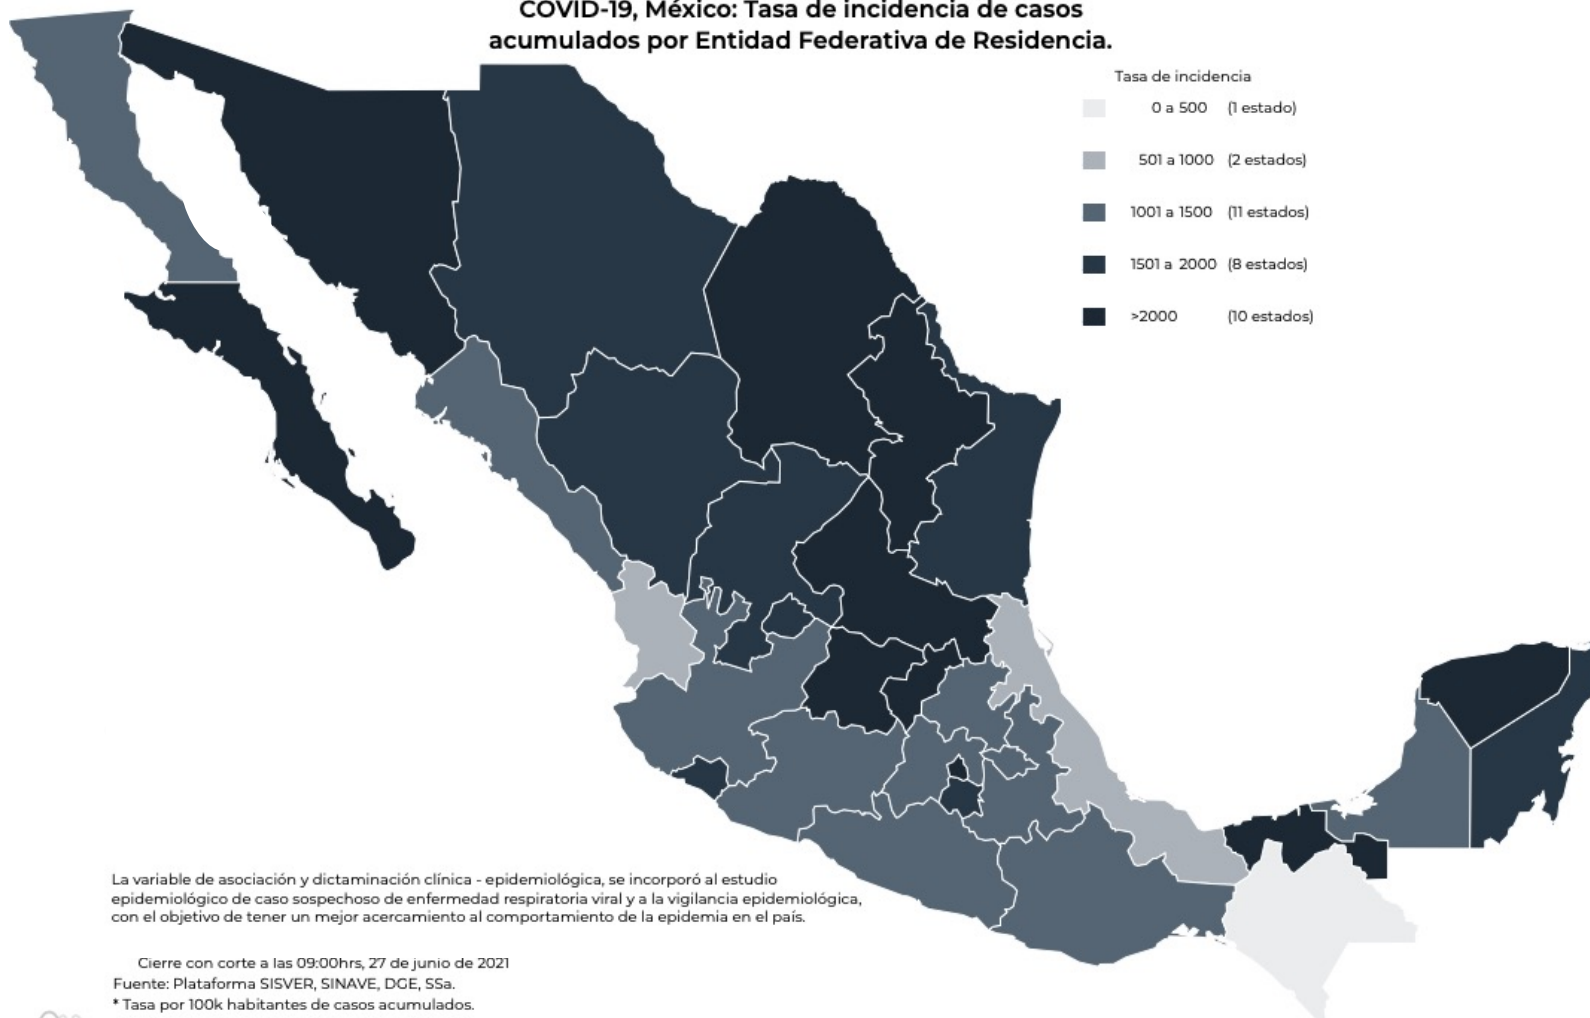 COVID-19, México: Tasa de incidencia de casos
acumulados por Entidad Federativa de Residencia.
Tasa de incidencia
0 a 500 (1 estado)
501 a 1000 (2 estados)
1001 a 1500 (11 estados)
1501 a 2000 (8 estados)
>2000 (10 estados)
La variable de asociación y dictaminación clínica - epidemiológica, se incorporó al estudio
epidemiológico de caso sospechoso de enfermedad respiratoria viral y a la vigilancia epidemiológica,
con el objetivo de tener un mejor acercamiento al comportamiento de la epidemia en el país.
Cierre con corte a las 09:00hrs, 27 de junio de 2021
Fuente: Plataforma SISVER, SINAVE, DGE, SSa.
* Tasa por 100k habitantes de casos acumulados.